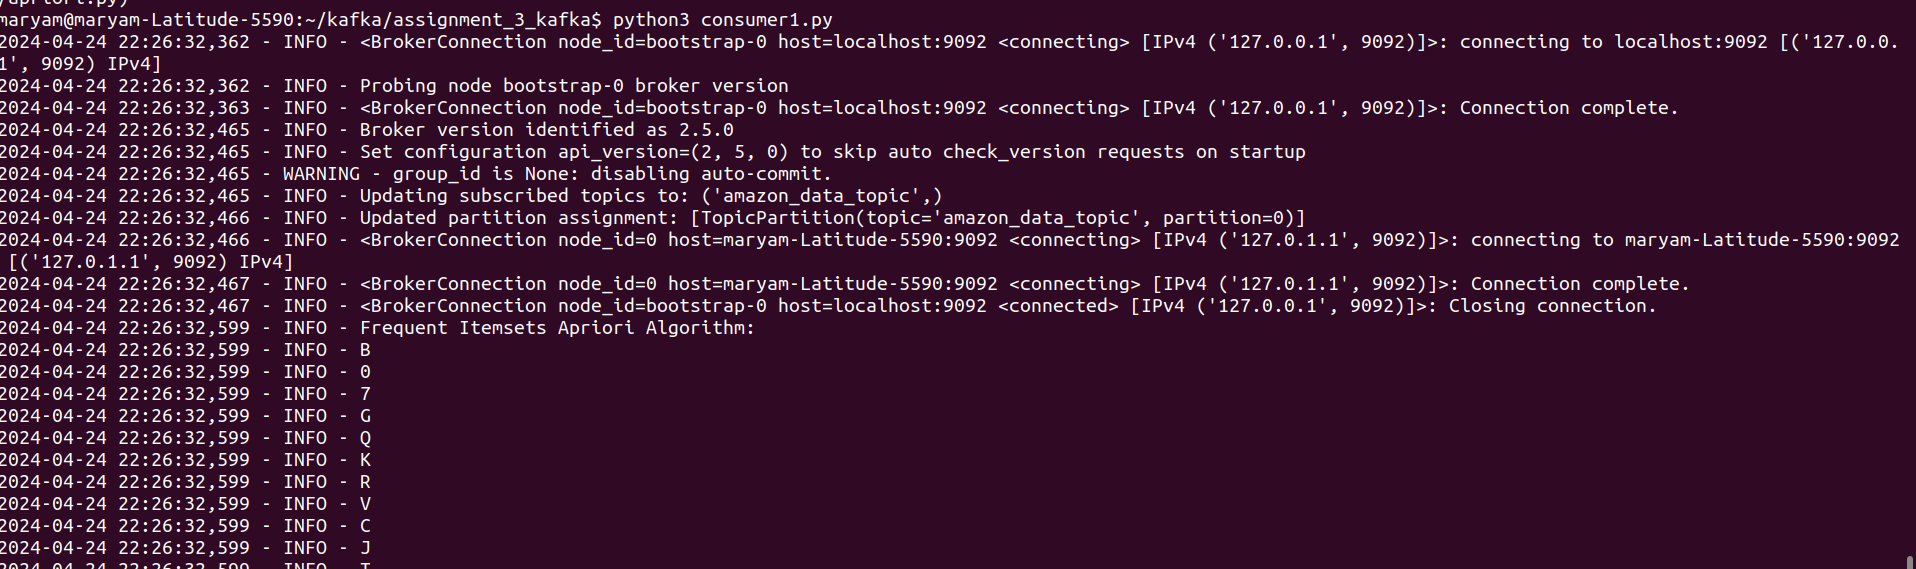 maryam@maryam-Latitude-5590:~/kafka/assignment_3_kafka$ python3 consumer1.py
2024-04-24 22:26:32,362 - INFO - <BrokerConnection node_id=bootstrap-0 host=localhost:9092 <connecting> [IPv4 ('127.0.0.1', 9092)]>: connecting to localhost:9092 [('127.0.0.
1', 9092) IPv4]
2024-04-24 22:26:32,362 - INFO - Probing node bootstrap-0 broker version
2024-04-24 22:26:32,363 - INFO - <BrokerConnection node_id=bootstrap-0 host=localhost:9092 <connecting> [IPv4 ('127.0.0.1', 9092)]>: Connection complete.
2024-04-24 22:26:32,465 - INFO - Broker version identified as 2.5.0
2024-04-24 22:26:32,465 - INFO - Set configuration api_version=(2, 5, 0) to skip auto check_version requests on startup
2024-04-24 22:26:32,465 - WARNING - group_id is None: disabling auto-commit.
2024-04-24 22:26:32,465 - INFO - Updating subscribed topics to: ('amazon_data_topic',)
2024-04-24 22:26:32,466 - INFO - Updated partition assignment: [TopicPartition(topic='amazon_data_topic', partition=0)]
2024-04-24 22:26:32,466 - INFO - <BrokerConnection node_id=0 host=maryam-Latitude-5590:9092 <connecting> [IPv4 ('127.0.1.1', 9092)]>: connecting to maryam-Latitude-5590:9092
[('127.0.1.1', 9092) IPv4]
2024-04-24 22:26:32,467 - INFO - <BrokerConnection node_id=0 host=maryam-Latitude-5590:9092 <connecting> [IPv4 ('127.0.1.1', 9092)]>: Connection complete.
2024-04-24 22:26:32,467 - INFO - <BrokerConnection node_id=bootstrap-0 host=localhost:9092 <connected> [IPv4 ('127.0.0.1', 9092)]>: Closing connection.
2024-04-24 22:26:32,599 - INFO - Frequent Itemsets Apriori Algorithm:
2024-04-24 22:26:32,599 - INFO - B
2024-04-24 22:26:32,599 - INFO - 0
2024-04-24 22:26:32,599 - INFO - 7
2024-04-24 22:26:32,599 - INFO - G
2024-04-24 22:26:32,599 - INFO - Q
2024-04-24 22:26:32,599 - INFO - K
2024-04-24 22:26:32,599 - INFO - R
2024-04-24 22:26:32,599 - INFO - V
2024-04-24 22:26:32,599 - INFO - C
2024-04-24 22:26:32,599 - INFO - J
2024-04-24 22:26:32,599 - INFO -